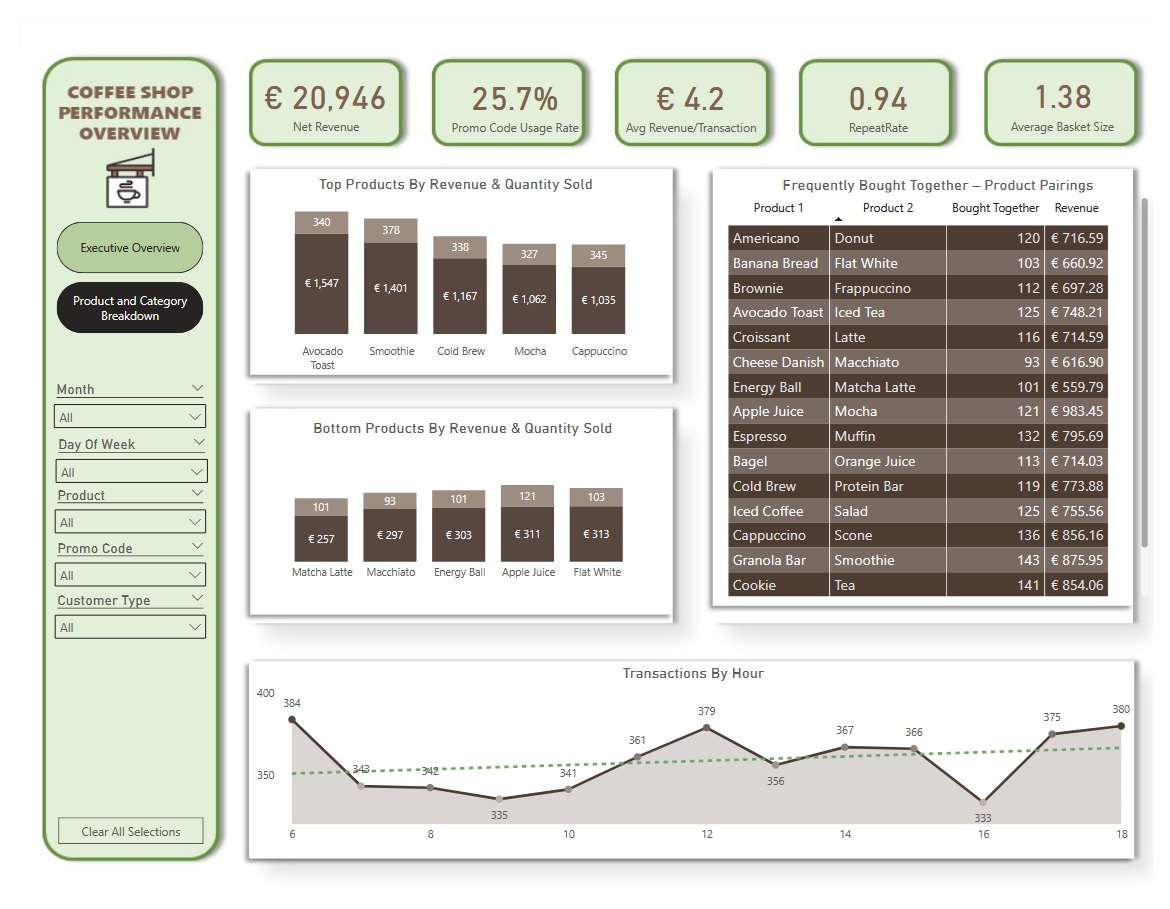 COFFEE SHOP
PERFORMANCE
OVERVIEW
Executive Overview
Product and Category
Breakdown
Month
All
Day Of Week
All
Product
All
Promo Code
All
Customer Type
All
Clear All Selections
€ 20,946
Net Revenue
25.7%
Promo Code Usage Rate
€ 4.2
Avg Revenue/Transaction
0.94
RepeatRate
1.38
Average Basket Size
Top Products By Revenue & Quantity Sold
340 378 338 327 345
€ 1,547 € 1,401 € 1,167 € 1,062 € 1,035
Avocado Smoothie Cold Brew Mocha Cappuccino
Toast
Bottom Products By Revenue & Quantity Sold
101 93 101 121 103
€ 257 € 297 € 303 € 311 € 313
Matcha Latte Macchiato Energy Ball Apple Juice Flat White
Frequently Bought Together – Product Pairings
Product 1 Product 2 Bought Together Revenue
Americano Donut 120 € 716.59
Banana Bread Flat White 103 € 660.92
Brownie Frappuccino 112 € 697.28
Avocado Toast Iced Tea 125 € 748.21
Croissant Latte 116 € 714.59
Cheese Danish Macchiato 93 € 616.90
Energy Ball Matcha Latte 101 € 559.79
Apple Juice Mocha 121 € 983.45
Espresso Muffin 132 € 795.69
Bagel Orange Juice 113 € 714.03
Cold Brew Protein Bar 119 € 773.88
Iced Coffee Salad 125 € 755.56
Cappuccino Scone 136 € 856.16
Granola Bar Smoothie 143 € 875.95
Cookie Tea 141 € 854.06
Transactions By Hour
400
350
384 343 342 335 341 361 379 356 367 366 333 375 380
6 8 10 12 14 16 18